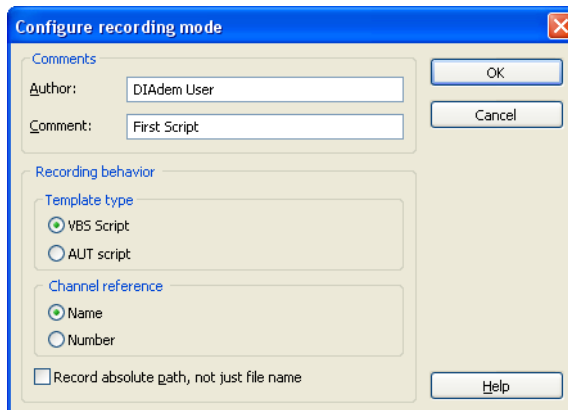 Configure recording mode
Comments
Author: DIAdem User
Comment: First Script
OK
Cancel
Recording behavior
Template type
VBS Script
AUT script
Channel reference
Name
Number
Record absolute path, not just file name
Help